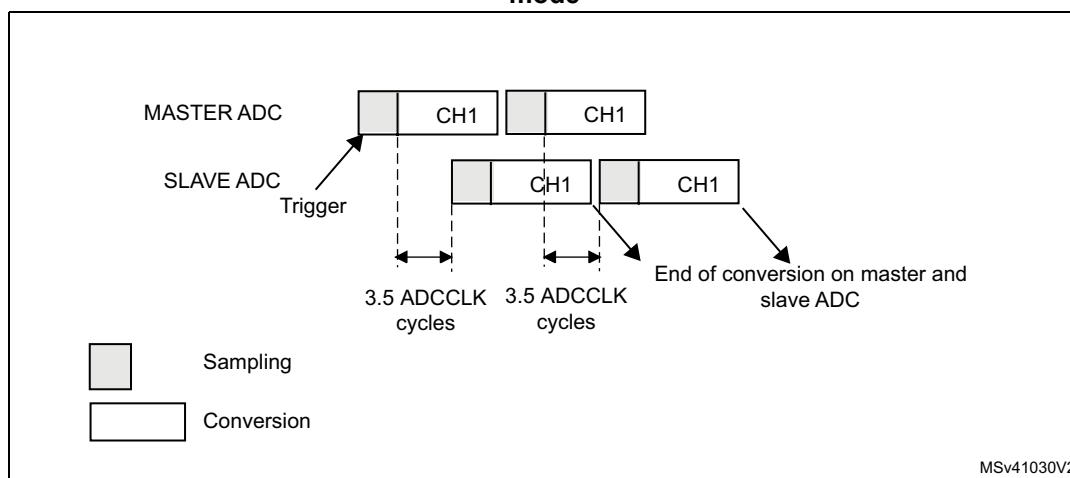 mode
MASTER ADC
CH1
CH1
SLAVE ADC
CH1
CH1
Trigger
3.5 ADCCLK
cycles
3.5 ADCCLK
cycles
End of conversion on master and
slave ADC
Sampling
Conversion
MSv41030V2